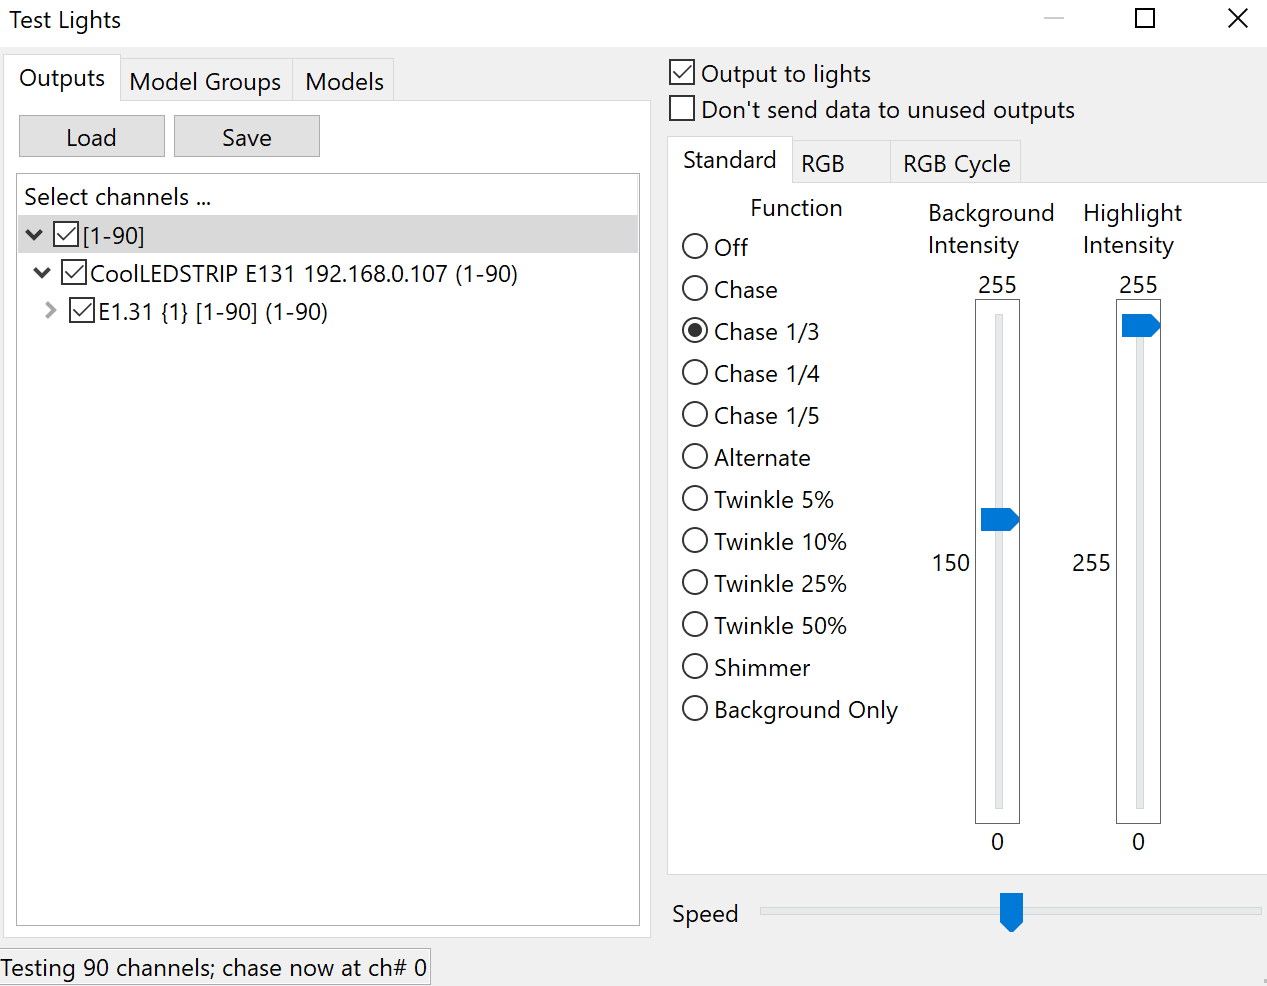 Test Lights
Outputs
Model Groups
Models
Load
Save
Select channels ...
[1-90]
CoolLEDSTRIP E131 192.168.0.107 (1-90)
E1.31 {1} [1-90] (1-90)
Output to lights
Don't send data to unused outputs
Standard
RGB
RGB Cycle
Function
Off
Chase
Chase 1/3
Chase 1/4
Chase 1/5
Alternate
Twinkle 5%
Twinkle 10%
Twinkle 25%
Twinkle 50%
Shimmer
Background Only
Background
Intensity
255
150
0
Highlight
Intensity
255
255
0
Speed
Testing 90 channels; chase now at ch# 0